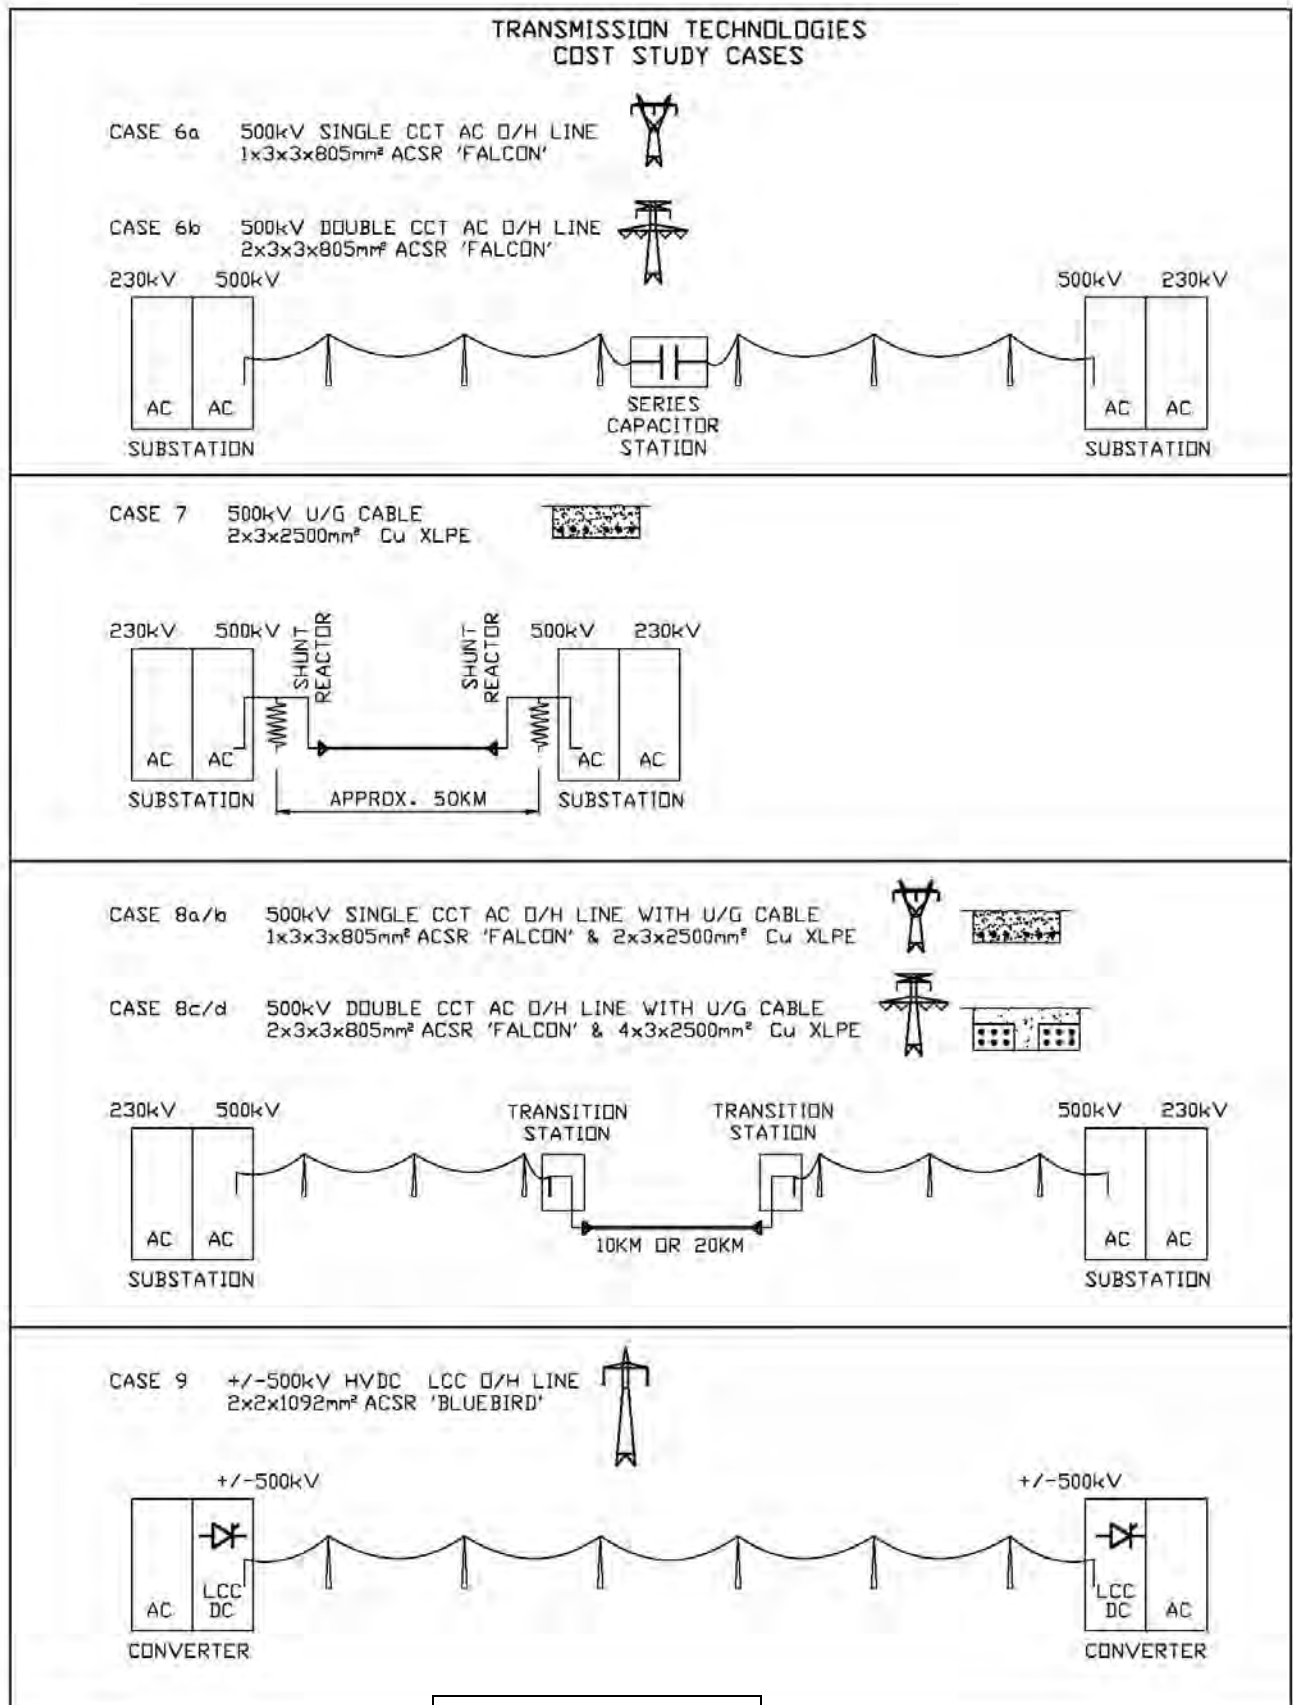 TRANSMISSION TECHNOLOGIES
COST STUDY CASES
CASE 6a 500kV SINGLE CCT AC O/H LINE
1x3x3x805mm² ACSR 'FALCON'
CASE 6b 500kV DOUBLE CCT AC O/H LINE
2x3x3x805mm² ACSR 'FALCON'
230kV 500kV 500kV 230kV
AC AC AC AC
SERIES
CAPACITOR
STATION
SUBSTATION SUBSTATION
CASE 7 500kV U/G CABLE
2x3x2500mm² Cu XLPE
230kV 500kV SHUNT REACTOR SHUNT REACTOR 500kV 230kV
AC AC AC AC
SUBSTATION APPROX. 50KM SUBSTATION
CASE 8a/b 500kV SINGLE CCT AC O/H LINE WITH U/G CABLE
1x3x3x805mm² ACSR 'FALCON' & 2x3x2500mm² Cu XLPE
CASE 8c/d 500kV DOUBLE CCT AC O/H LINE WITH U/G CABLE
2x3x3x805mm² ACSR 'FALCON' & 4x3x2500mm² Cu XLPE
230kV 500kV TRANSITION STATION TRANSITION STATION 500kV 230kV
AC AC 10KM OR 20KM AC AC
SUBSTATION SUBSTATION
CASE 9 +/-500kV HVDC LCC O/H LINE
2x2x1092mm² ACSR 'BLUEBIRD'
+/-500kV +/-500kV
AC LCC DC LCC DC AC
CONVERTER CONVERTER